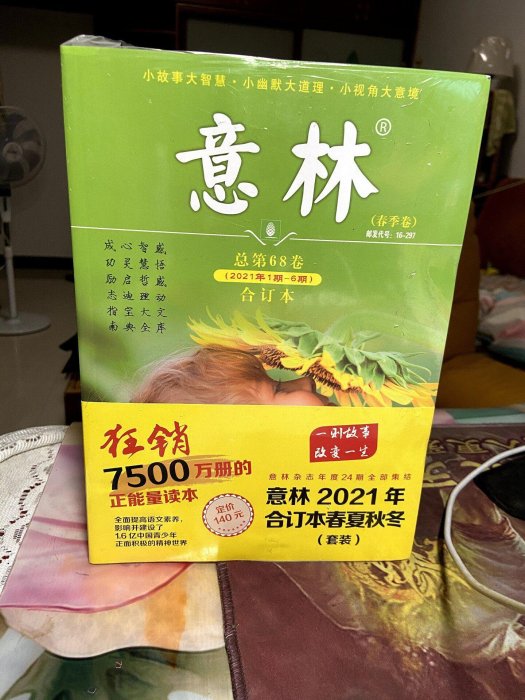 小故事大智慧·小幽默大道理·小视角大意境
意林®
(春季卷)
邮发代号：16-297
总第68卷
(2021年1期-6期)
合订本
成心智感
功灵慧悟
励启哲感
志迪理动
指宝大文
南典全库
狂销
7500万册的
正能量读本
全面提高语文素养，
影响并建设了
1.6亿中国青少年
正面积极的精神世界
定价
140元
一则故事
改变一生
意林杂志年度24期全部集结
意林2021年
合订本春夏秋冬
(套装)